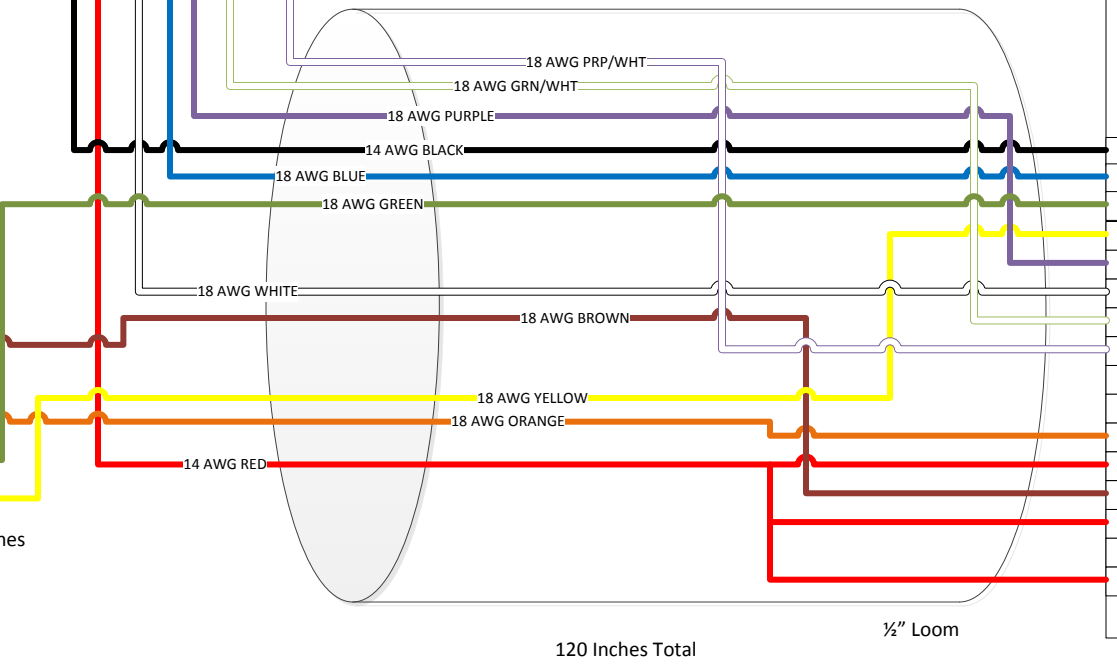 18 AWG PRP/WHT
18 AWG GRN/WHT
18 AWG PURPLE
14 AWG BLACK
18 AWG BLUE
18 AWG GREEN
18 AWG WHITE
18 AWG BROWN
18 AWG YELLOW
18 AWG ORANGE
14 AWG RED
½” Loom
120 Inches Total